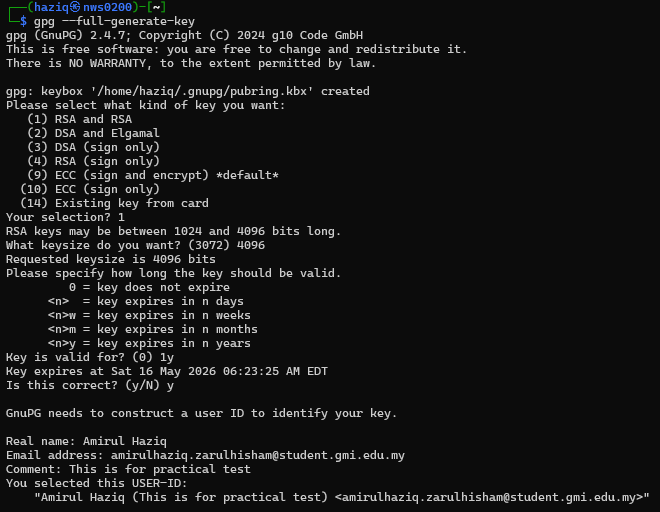 ┌──(haziq㉿nws0200)-[~]
└─$ gpg --full-generate-key
gpg (GnuPG) 2.4.7; Copyright (C) 2024 g10 Code GmbH
This is free software: you are free to change and redistribute it.
There is NO WARRANTY, to the extent permitted by law.

gpg: keybox '/home/haziq/.gnupg/pubring.kbx' created
Please select what kind of key you want:
   (1) RSA and RSA
   (2) DSA and Elgamal
   (3) DSA (sign only)
   (4) RSA (sign only)
   (9) ECC (sign and encrypt) *default*
  (10) ECC (sign only)
  (14) Existing key from card
Your selection? 1
RSA keys may be between 1024 and 4096 bits long.
What keysize do you want? (3072) 4096
Requested keysize is 4096 bits
Please specify how long the key should be valid.
         0 = key does not expire
      <n>  = key expires in n days
      <n>w = key expires in n weeks
      <n>m = key expires in n months
      <n>y = key expires in n years
Key is valid for? (0) 1y
Key expires at Sat 16 May 2026 06:23:25 AM EDT
Is this correct? (y/N) y

GnuPG needs to construct a user ID to identify your key.

Real name: Amirul Haziq
Email address: amirulhaziq.zarulhisham@student.gmi.edu.my
Comment: This is for practical test
You selected this USER-ID:
    "Amirul Haziq (This is for practical test) <amirulhaziq.zarulhisham@student.gmi.edu.my>"